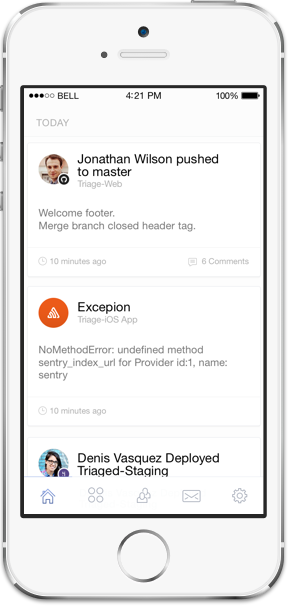 BELL 4:21 PM 100%
TODAY
Jonathan Wilson pushed
to master
Triage-Web
Welcome footer.
Merge branch closed header tag.
10 minutes ago 6 Comments
Excepion
Triage-iOS App
NoMethodError: undefined method
sentry_index_url for Provider id:1, name:
sentry
10 minutes ago
Denis Vasquez Deployed
Triaged-Staging